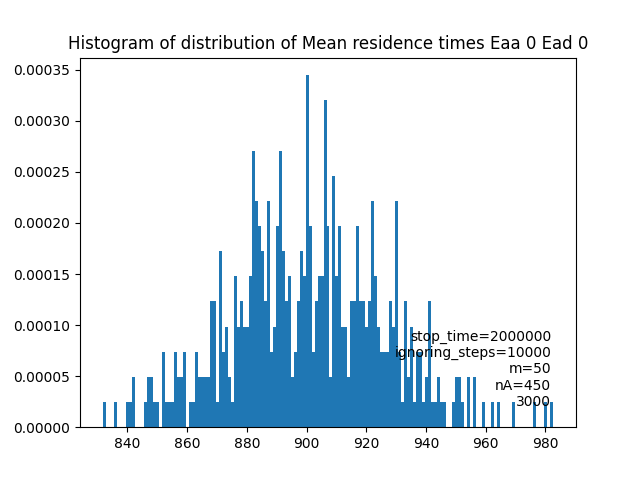 Histogram of distribution of Mean residence times Eaa 0 Ead 0
0.00035
0.00030
0.00025
0.00020
0.00015
0.00010
0.00005
0.00000
stop_time=2000000
ignoring_steps=10000
m=50
nA=450
3000
840 860 880 900 920 940 960 980